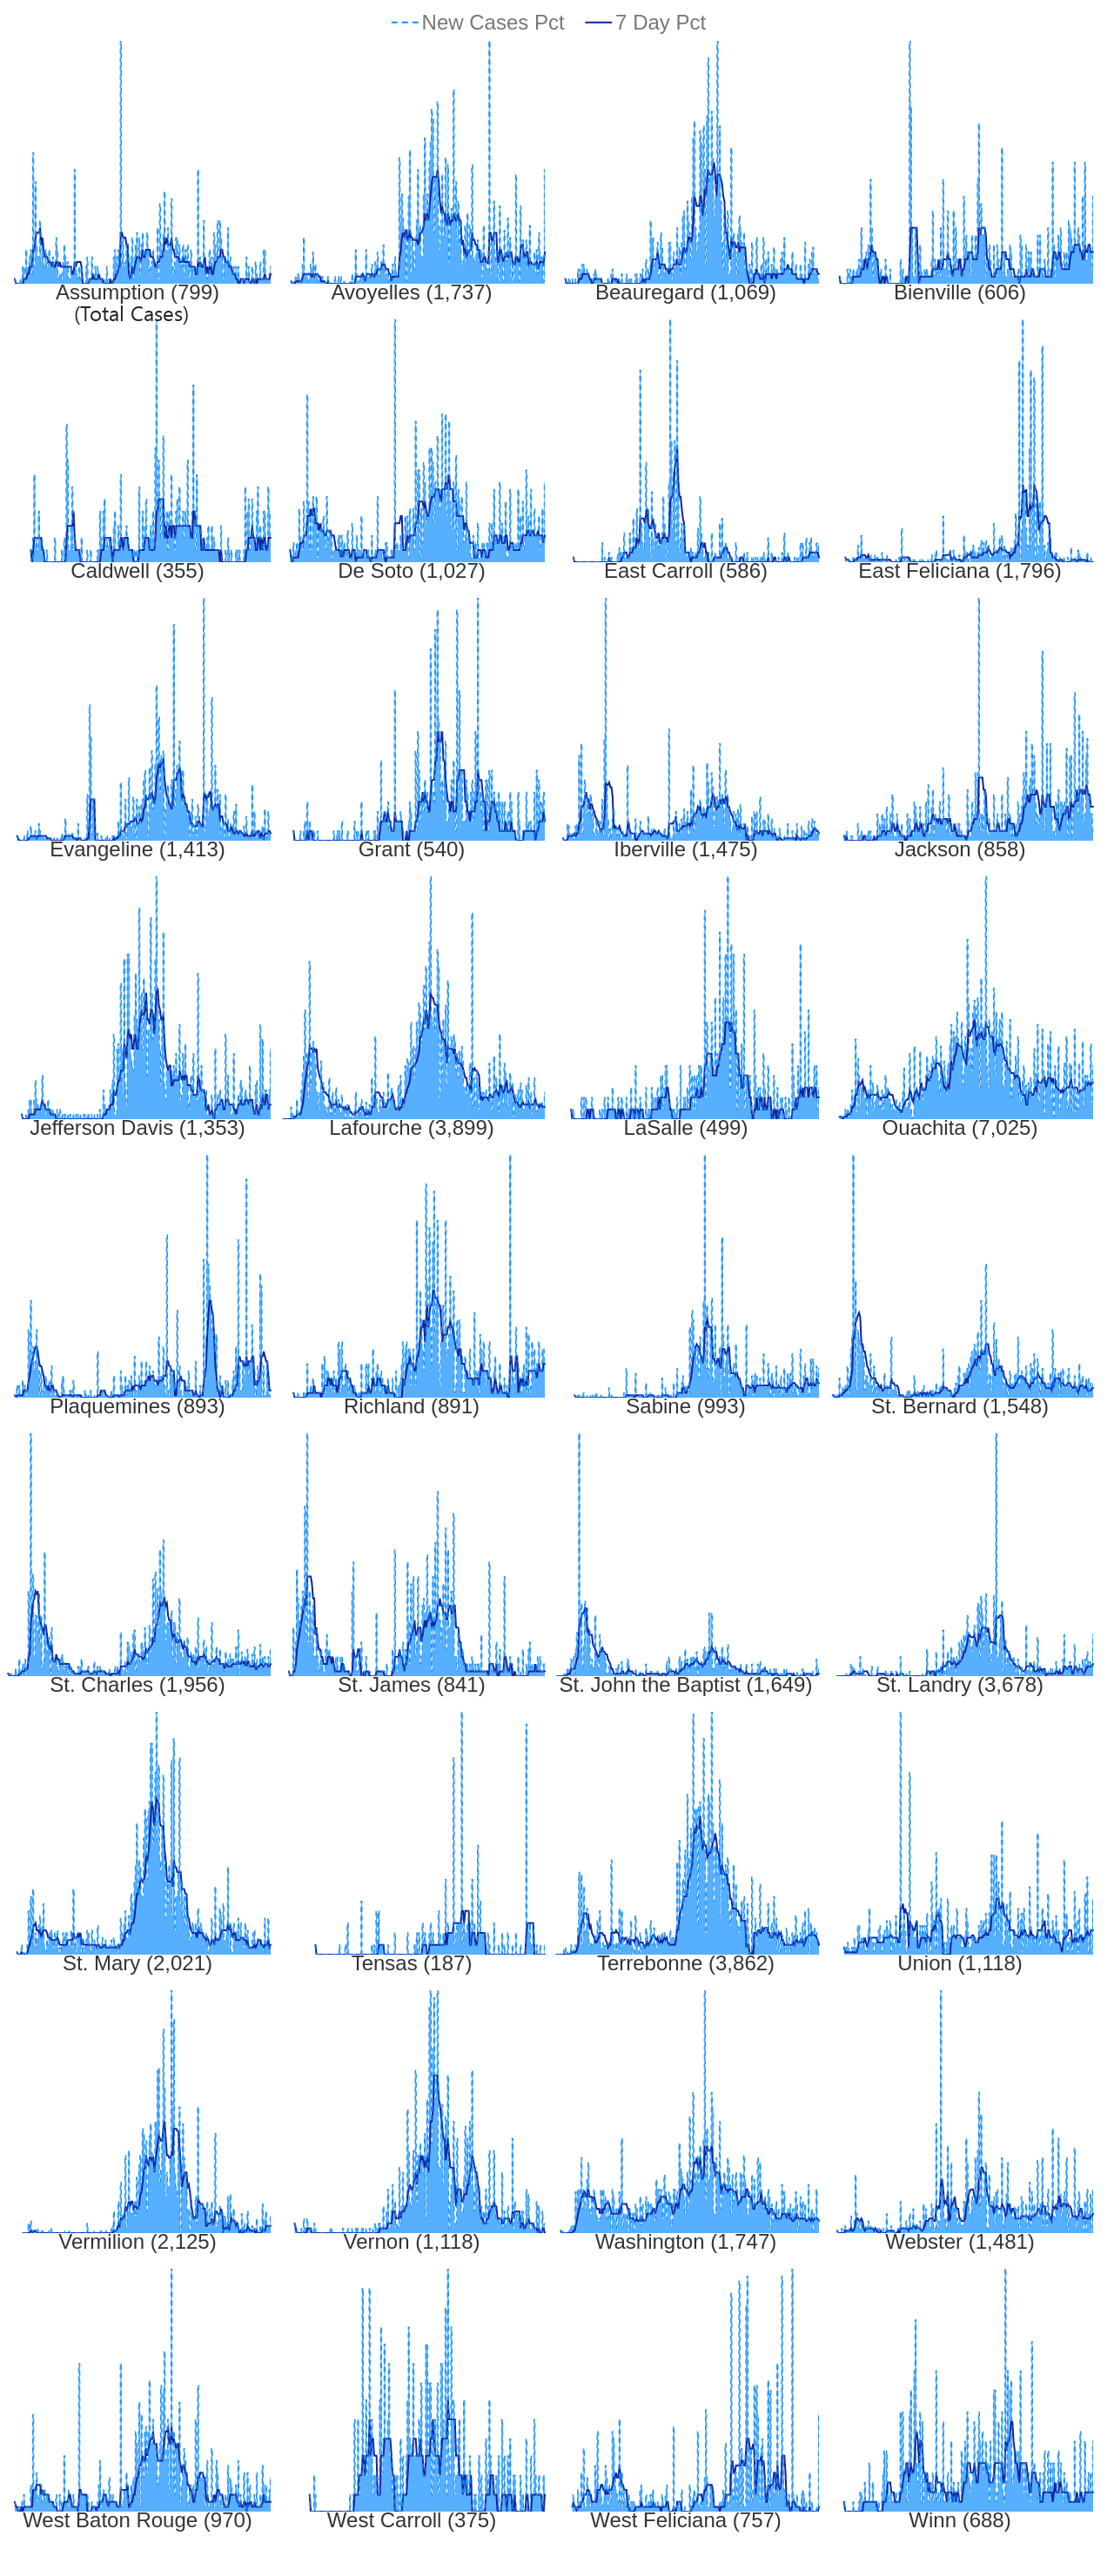 New Cases Pct 7 Day Pct
Assumption (799) Avoyelles (1,737) Beauregard (1,069) Bienville (606)
(Total Cases)
Caldwell (355) De Soto (1,027) East Carroll (586) East Feliciana (1,796)
Evangeline (1,413) Grant (540) Iberville (1,475) Jackson (858)
Jefferson Davis (1,353) Lafourche (3,899) LaSalle (499) Ouachita (7,025)
Plaquemines (893) Richland (891) Sabine (993) St. Bernard (1,548)
St. Charles (1,956) St. James (841) St. John the Baptist (1,649) St. Landry (3,678)
St. Mary (2,021) Tensas (187) Terrebonne (3,862) Union (1,118)
Vermilion (2,125) Vernon (1,118) Washington (1,747) Webster (1,481)
West Baton Rouge (970) West Carroll (375) West Feliciana (757) Winn (688)